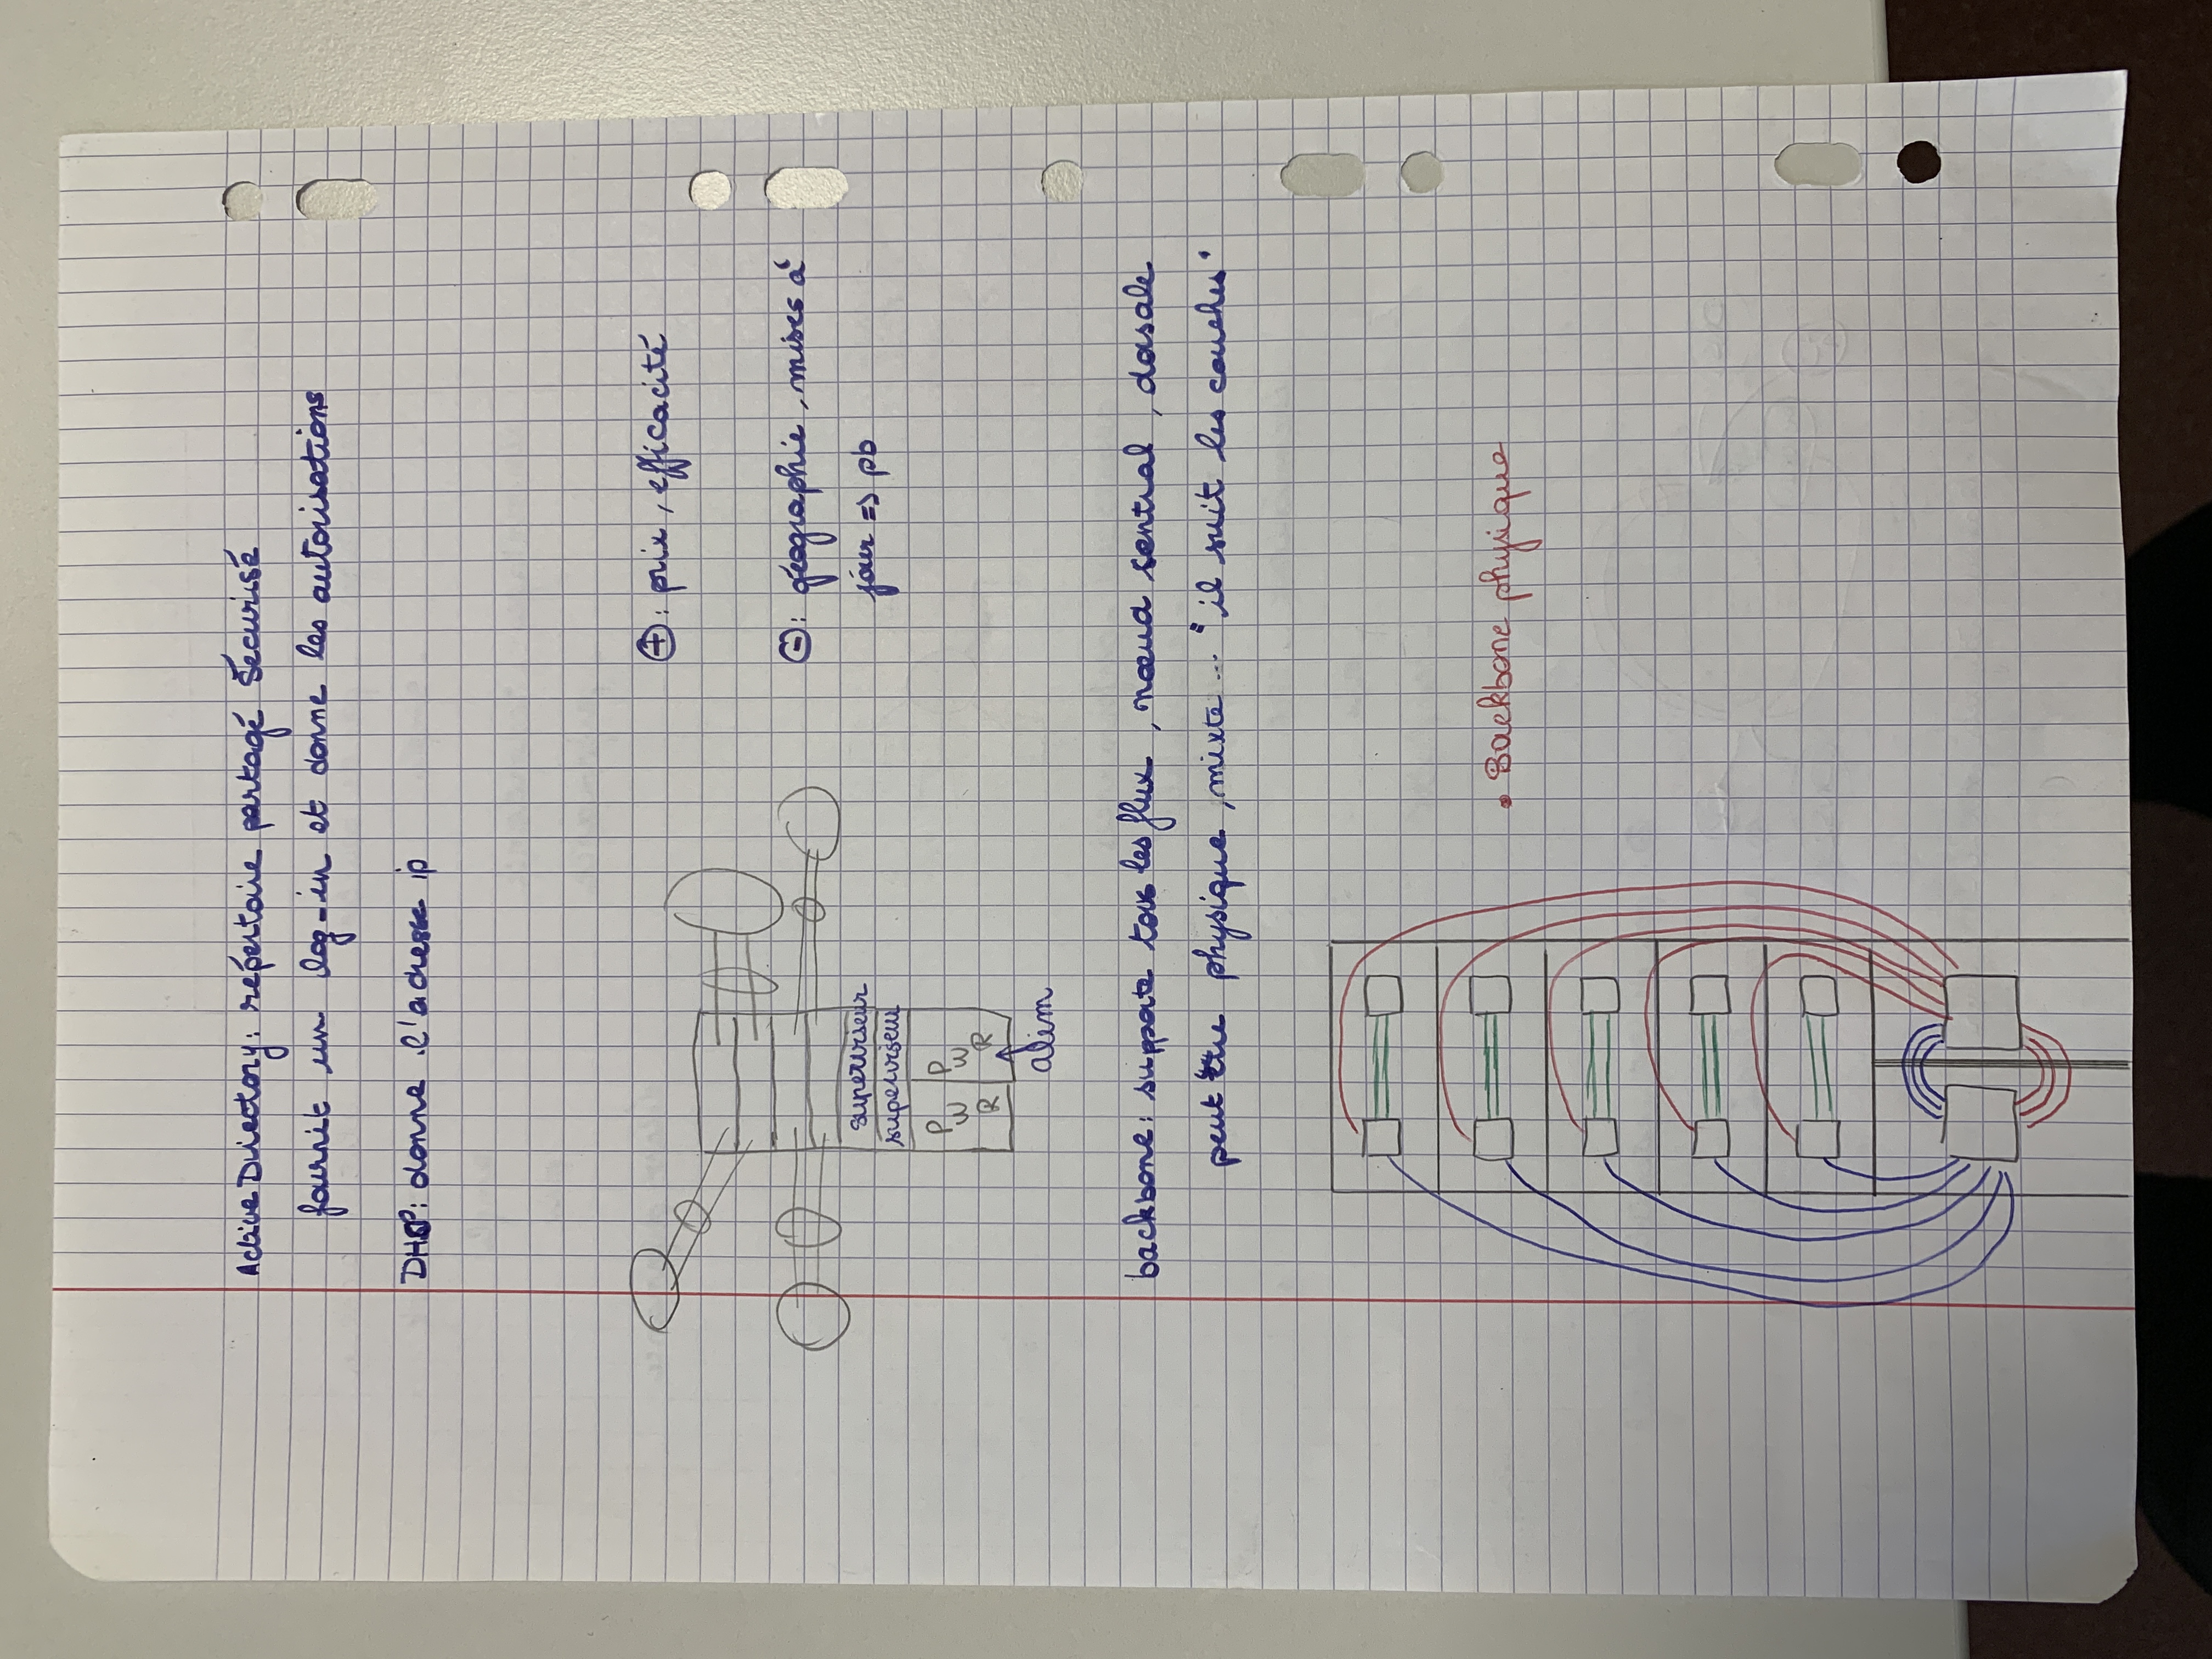 Active Directory: répertoire partagé sécurisé
fournit un log-in et donne les autorisations
DHCP: donne l'adresse ip
+: prix, efficacité
-: géographie, mises à
jour => pb
superviseur
superviseur
PWR PWR
alim
backbone: supporte tous les flux, nœud sentral, dorsale
peut être physique, mixte... "il suit les couches"
• Backbone physique